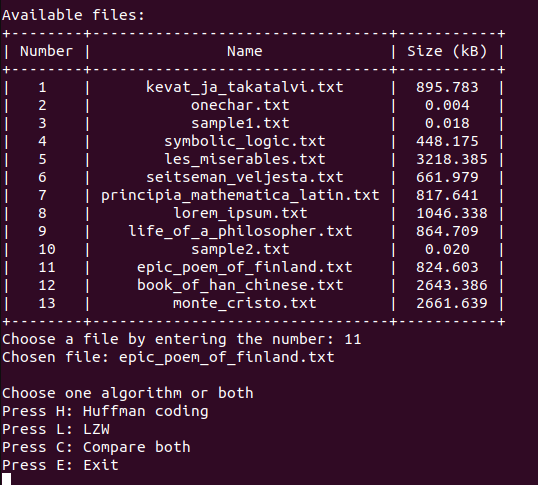 Available files:
+--------+---------------------------------+-----------+
| Number |               Name              | Size (kB) |
+--------+---------------------------------+-----------+
|   1    |      kevat_ja_takatalvi.txt     |  895.783  |
|   2    |           onechar.txt           |   0.004   |
|   3    |           sample1.txt           |   0.018   |
|   4    |        symbolic_logic.txt       |  448.175  |
|   5    |        les_miserables.txt       |  3218.385 |
|   6    |      seitseman_veljesta.txt     |  661.979  |
|   7    | principia_mathematica_latin.txt |  817.641  |
|   8    |         lorem_ipsum.txt         |  1046.338 |
|   9    |    life_of_a_philosopher.txt    |  864.709  |
|   10   |           sample2.txt           |   0.020   |
|   11   |     epic_poem_of_finland.txt    |  824.603  |
|   12   |     book_of_han_chinese.txt     |  2643.386 |
|   13   |         monte_cristo.txt        |  2661.639 |
+--------+---------------------------------+-----------+
Choose a file by entering the number: 11
Chosen file: epic_poem_of_finland.txt

Choose one algorithm or both
Press H: Huffman coding
Press L: LZW
Press C: Compare both
Press E: Exit